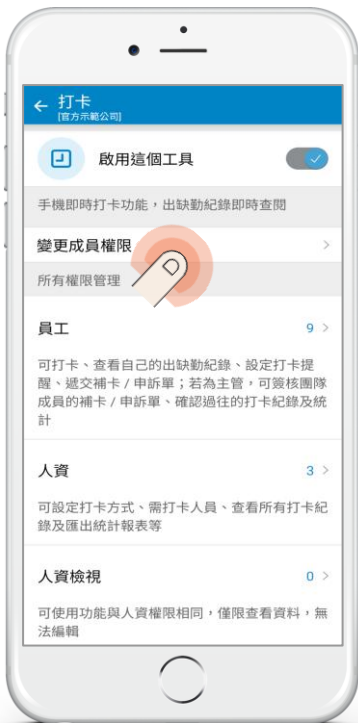 打卡
[官方示範公司]
啟用這個工具
手機即時打卡功能，出缺勤紀錄即時查閱
變更成員權限
所有權限管理
員工 9
可打卡、查看自己的出缺勤紀錄、設定打卡提
醒、遞交補卡 / 申訴單；若為主管，可簽核團隊
成員的補卡 / 申訴單、確認過往的打卡紀錄及統
計
人資 3
可設定打卡方式、需打卡人員、查看所有打卡紀
錄及匯出統計報表等
人資檢視 0
可使用功能與人資權限相同，僅限查看資料，無
法編輯